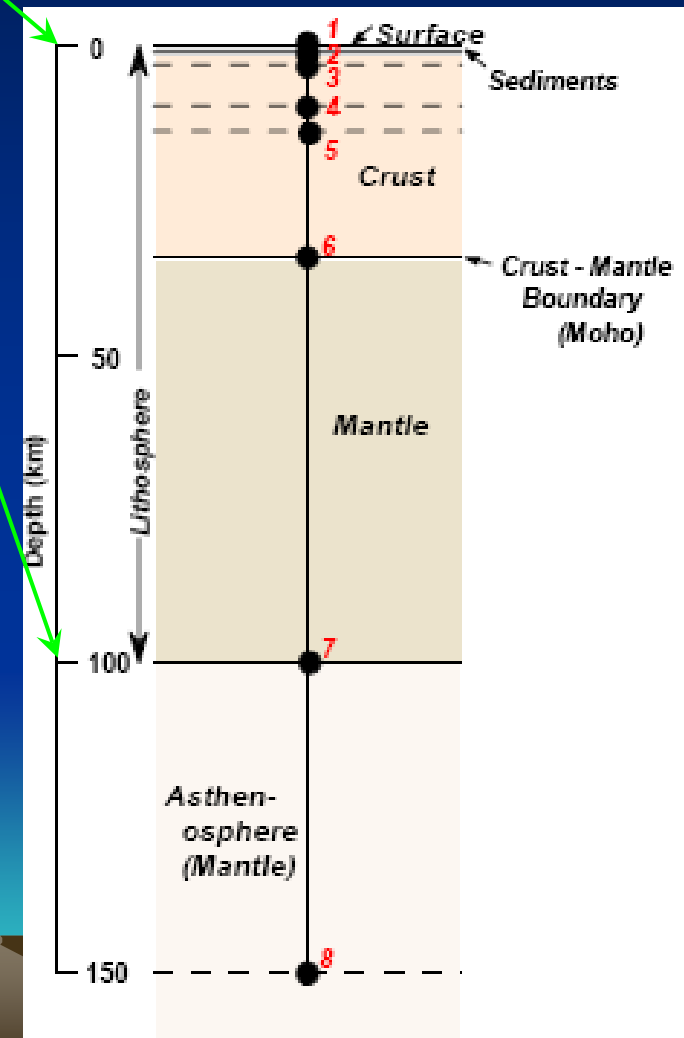 1
Surface
0
2
Sediments
3
4
5
Crust
6
Crust - Mantle
Boundary
(Moho)
50
Mantle
Depth (km)
Lithosphere
7
100
Asthen-
osphere
(Mantle)
8
150